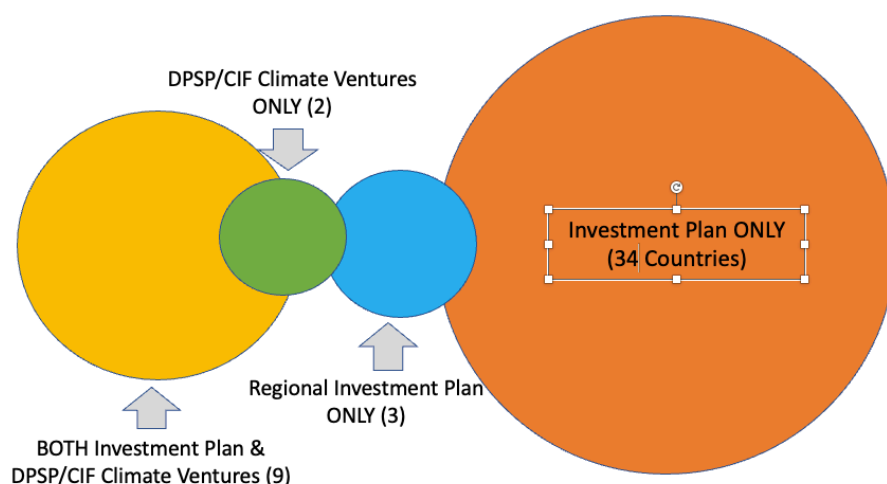 DPSP/CIF Climate Ventures
ONLY (2)
Investment Plan ONLY
(34 Countries)
Regional Investment Plan
ONLY (3)
BOTH Investment Plan &
DPSP/CIF Climate Ventures (9)